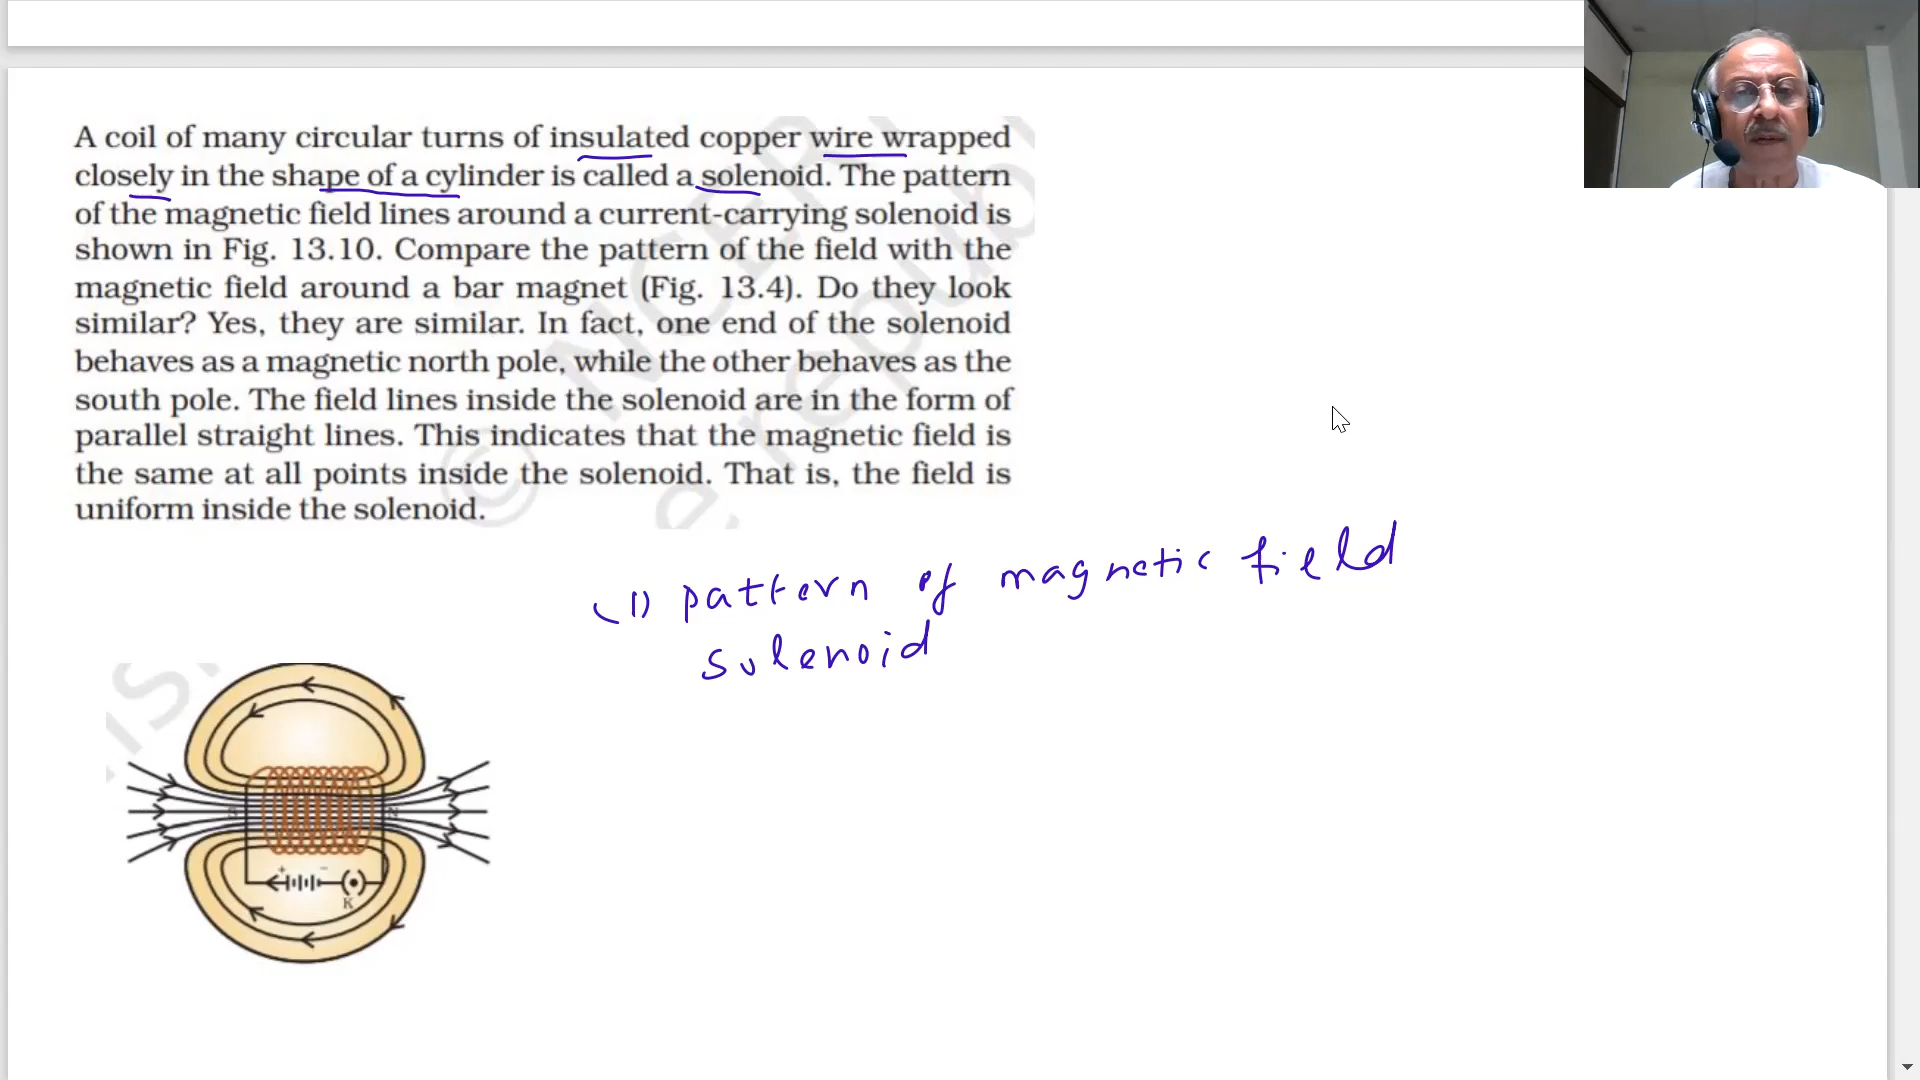 A coil of many circular turns of insulated copper wire wrapped
closely in the shape of a cylinder is called a solenoid. The pattern
of the magnetic field lines around a current-carrying solenoid is
shown in Fig. 13.10. Compare the pattern of the field with the
magnetic field around a bar magnet (Fig. 13.4). Do they look
similar? Yes, they are similar. In fact, one end of the solenoid
behaves as a magnetic north pole, while the other behaves as the
south pole. The field lines inside the solenoid are in the form of
parallel straight lines. This indicates that the magnetic field is
the same at all points inside the solenoid. That is, the field is
uniform inside the solenoid.
© NCER
republ
(1) pattern of magnetic field
solenoid
S N
+ −
K